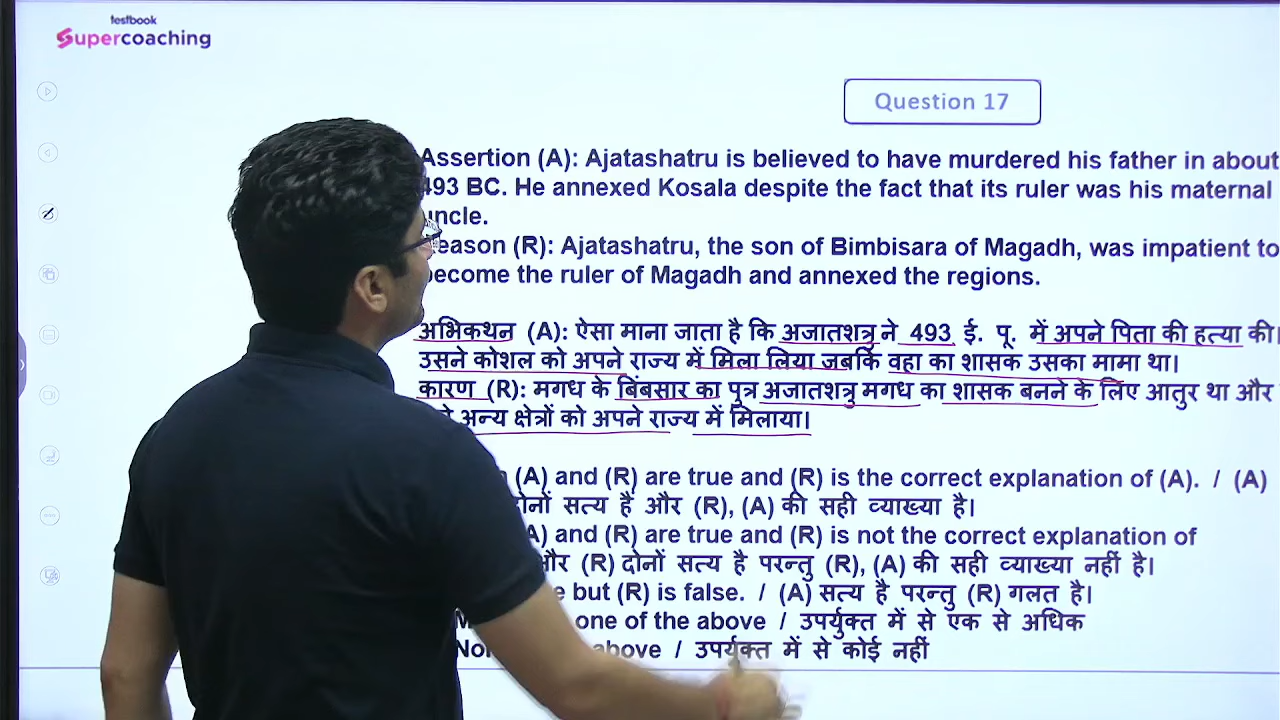 testbook
Supercoaching
Question 17
Assertion (A): Ajatashatru is believed to have murdered his father in about
493 BC. He annexed Kosala despite the fact that its ruler was his maternal
uncle.
Reason (R): Ajatashatru, the son of Bimbisara of Magadh, was impatient to
become the ruler of Magadh and annexed the regions.
अभिकथन (A): ऐसा माना जाता है कि अजातशत्रु ने 493 ई. पू. में अपने पिता की हत्या की।
उसने कोशल को अपने राज्य में मिला लिया जबकि वहा का शासक उसका मामा था।
कारण (R): मगध के बिंबसार का पुत्र अजातशत्रु मगध का शासक बनने के लिए आतुर था और
अन्य क्षेत्रों को अपने राज्य में मिलाया।
(A) and (R) are true and (R) is the correct explanation of (A). / (A)
दोनों सत्य हैं और (R), (A) की सही व्याख्या है।
(A) and (R) are true and (R) is not the correct explanation of
और (R) दोनों सत्य है परन्तु (R), (A) की सही व्याख्या नहीं है।
but (R) is false. / (A) सत्य है परन्तु (R) गलत है।
one of the above / उपर्युक्त में से एक से अधिक
above / उपर्युक्त में से कोई नहीं